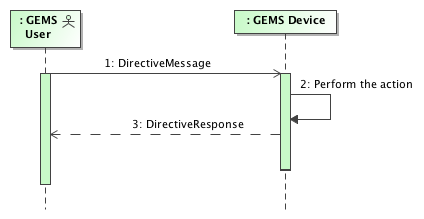 : GEMS
User
: GEMS Device
1: DirectiveMessage
2: Perform the action
3: DirectiveResponse